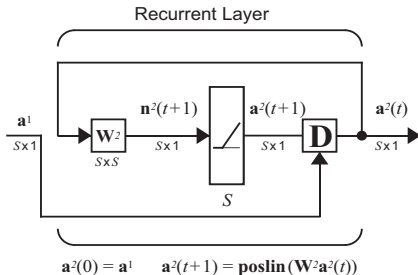 Recurrent Layer
a¹
S x 1
W²
S x S
n²(t+1)
S x 1
S
a²(t+1)
S x 1
D
a²(t)
S x 1
a²(0) = a¹ a²(t+1) = poslin(W²a²(t))